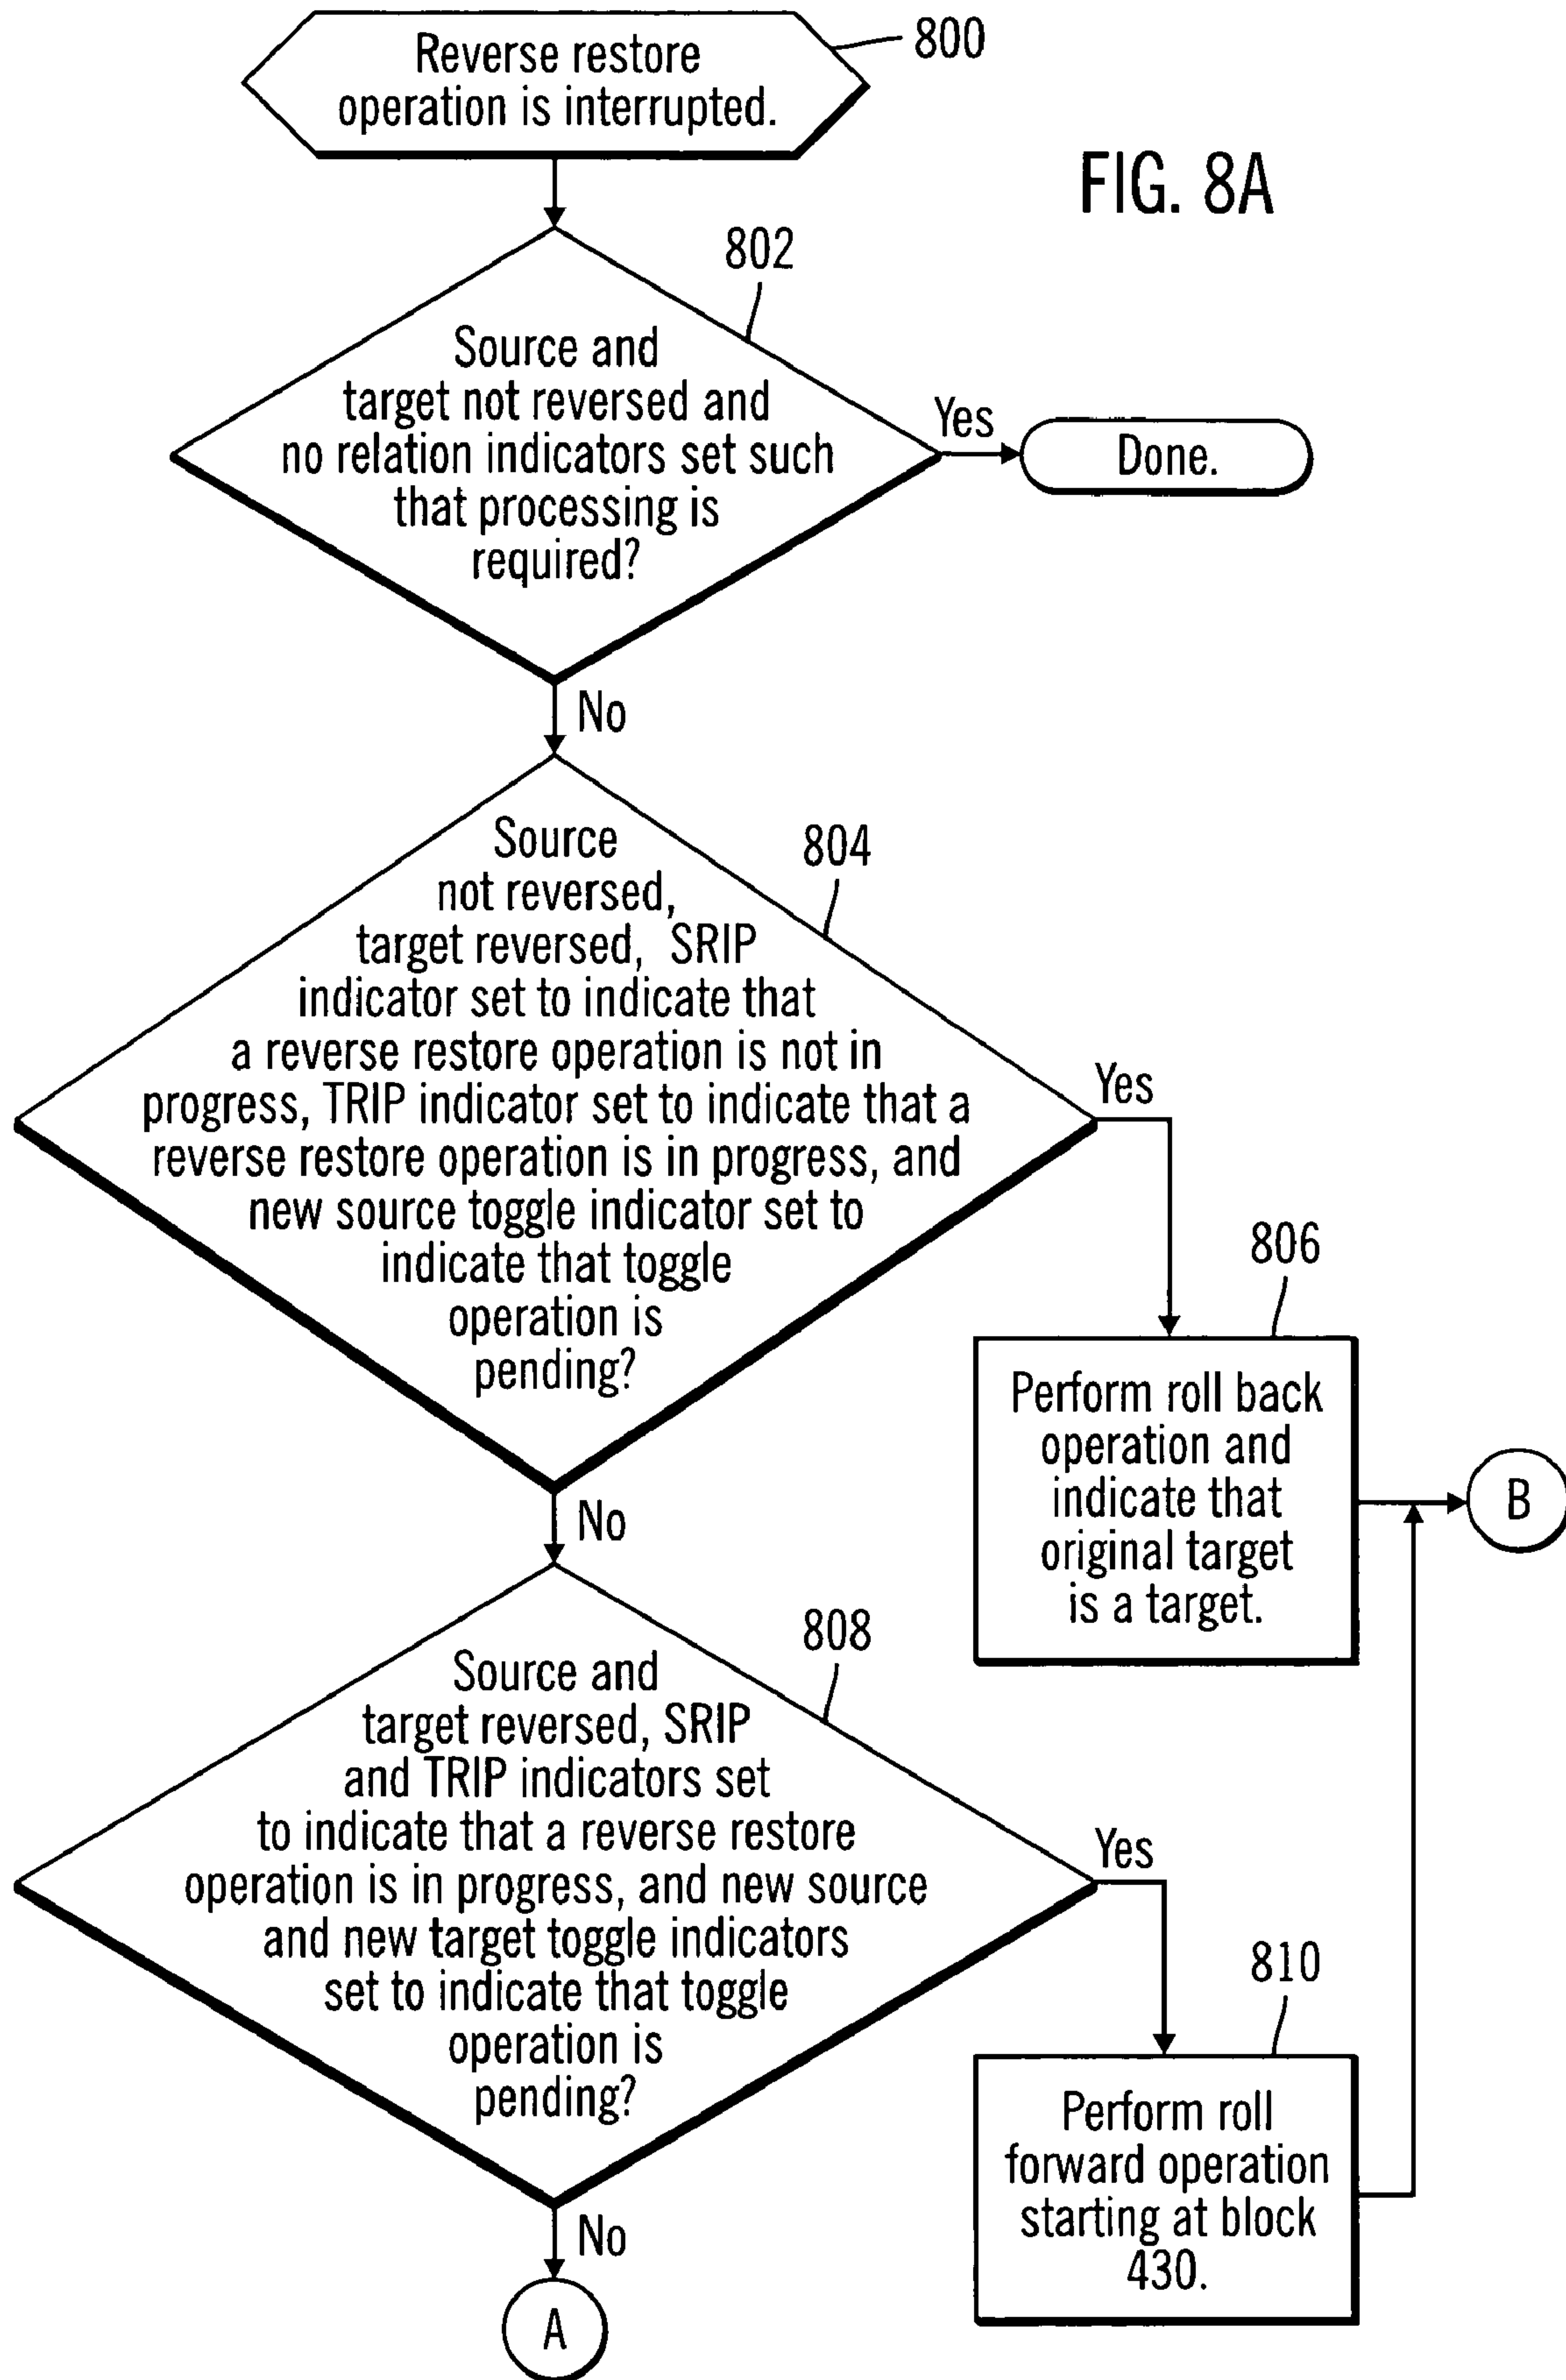 Reverse restore
operation is interrupted.
800
FIG. 8A
802
Source and
target not reversed and
no relation indicators set such
that processing is
required?
Yes
Done.
No
804
Source
not reversed,
target reversed, SRIP
indicator set to indicate that
a reverse restore operation is not in
progress, TRIP indicator set to indicate that a
reverse restore operation is in progress, and
new source toggle indicator set to
indicate that toggle
operation is
pending?
Yes
806
Perform roll back
operation and
indicate that
original target
is a target.
B
No
808
Source and
target reversed, SRIP
and TRIP indicators set
to indicate that a reverse restore
operation is in progress, and new source
and new target toggle indicators
set to indicate that toggle
operation is
pending?
Yes
810
Perform roll
forward operation
starting at block
430.
No
A